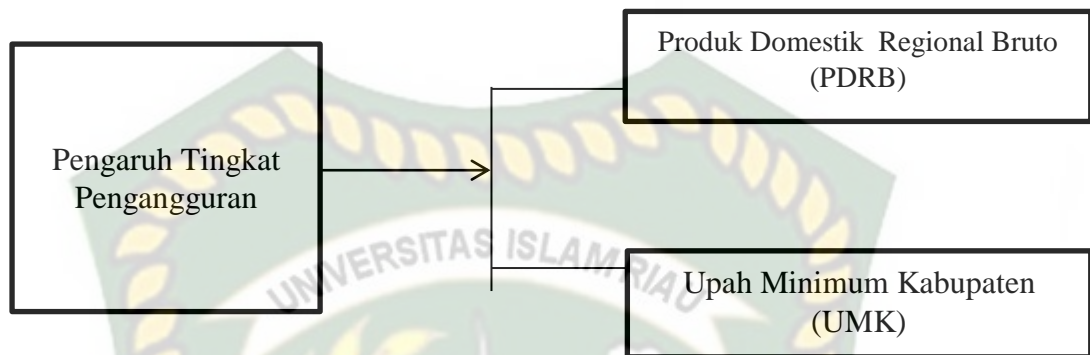 Pengaruh Tingkat
Pengangguran
Produk Domestik Regional Bruto
(PDRB)
UNIVERSITAS ISLAM RIAU
Upah Minimum Kabupaten
(UMK)